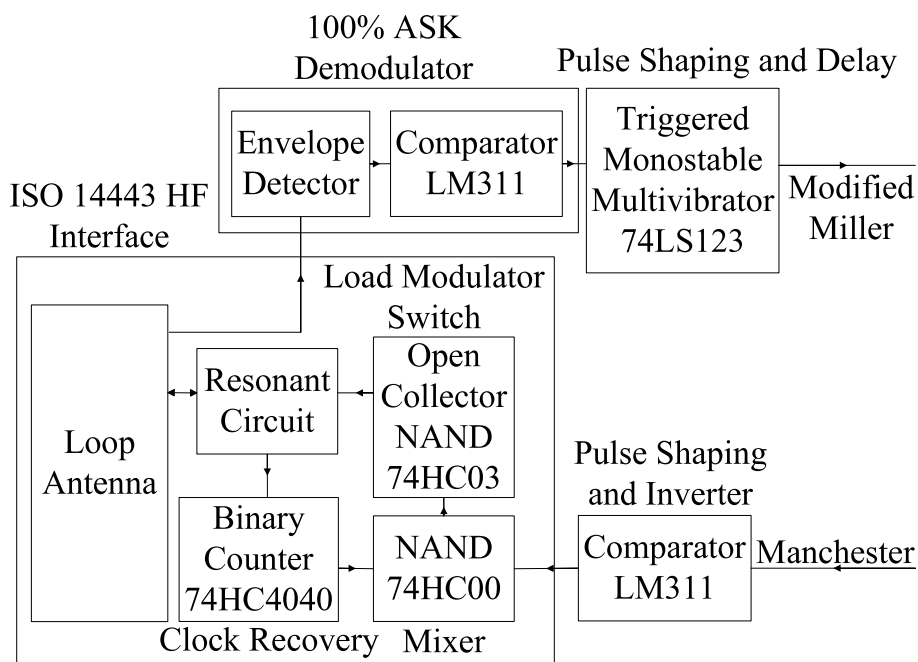 100% ASK
Demodulator
Pulse Shaping and Delay
Envelope
Detector
Comparator
LM311
Triggered
Monostable
Multivibrator
74LS123
Modified
Miller
ISO 14443 HF
Interface
Load Modulator
Switch
Loop
Antenna
Resonant
Circuit
Open
Collector
NAND
74HC03
Binary
Counter
74HC4040
Clock Recovery
NAND
74HC00
Mixer
Pulse Shaping
and Inverter
Comparator
LM311
Manchester